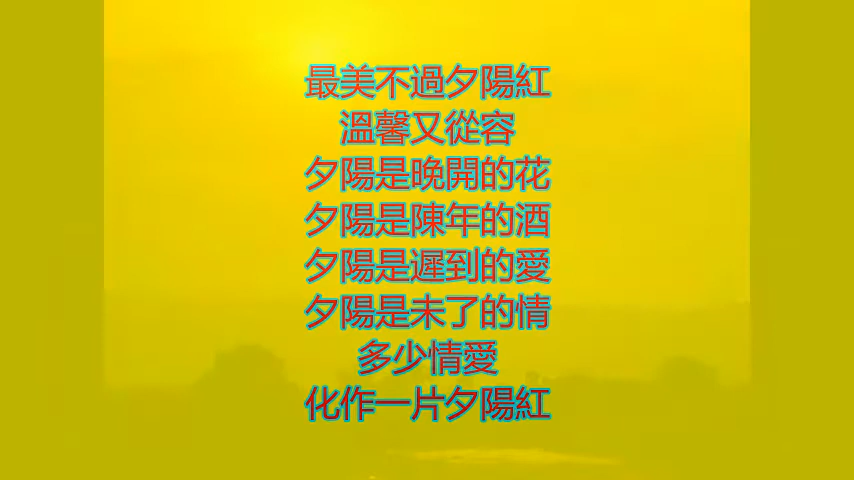 最美不過夕陽紅
溫馨又從容
夕陽是晚開的花
夕陽是陳年的酒
夕陽是遲到的愛
夕陽是未了的情
多少情愛
化作一片夕陽紅